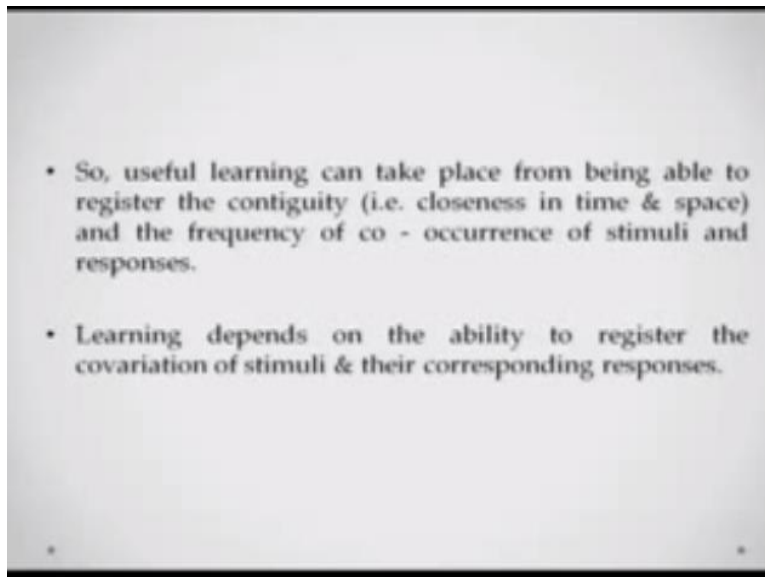 • So, useful learning can take place from being able to
register the contiguity (i.e. closeness in time & space)
and the frequency of co - occurrence of stimuli and
responses.
• Learning depends on the ability to register the
covariation of stimuli & their corresponding responses.